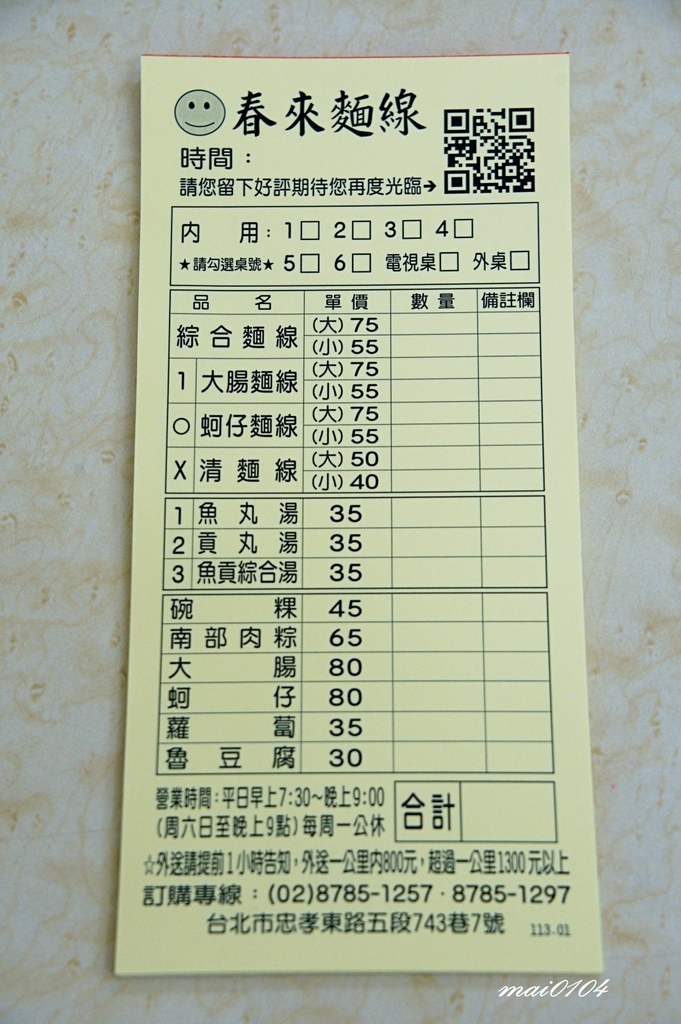 春來麵線
時間：
請您留下好評期待您再度光臨➔
內用：1□ 2□ 3□ 4□
★請勾選桌號★ 5□ 6□ 電視桌□ 外桌□
品名 單價 數量 備註欄
綜合麵線 (大) 75
(小) 55
1 大腸麵線 (大) 75
(小) 55
○ 蚵仔麵線 (大) 75
(小) 55
X 清麵線 (大) 50
(小) 40
1 魚丸湯 35
2 貢丸湯 35
3 魚貢綜合湯 35
碗粿 45
南部肉粽 65
大腸 80
蚵仔 80
蘿蔔 35
魯豆腐 30
營業時間：平日早上7:30～晚上9:00
(周六日至晚上9點) 每周一公休
合計
☆外送請提前1小時告知，外送一公里內800元，超過一公里1300元以上
訂購專線：(02)8785-1257．8785-1297
台北市忠孝東路五段743巷7號 113.01
mai0104